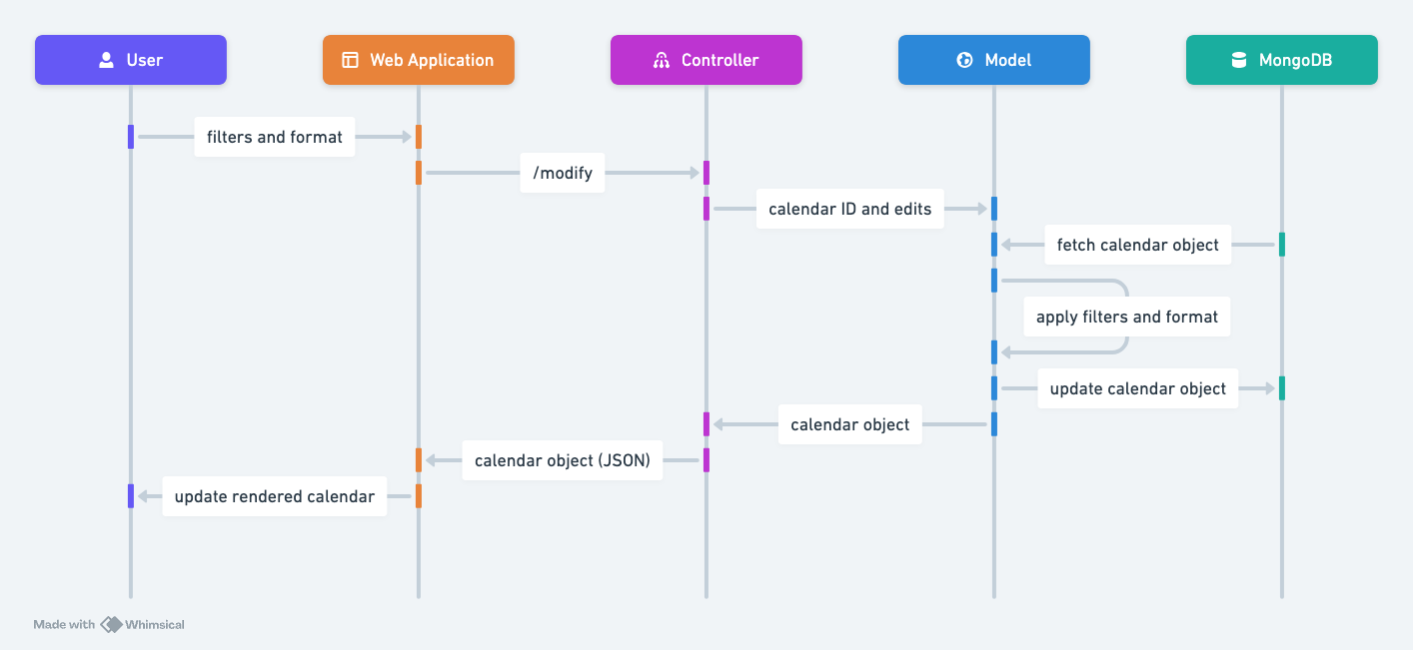 User
Web Application
Controller
Model
MongoDB
filters and format
/modify
calendar ID and edits
fetch calendar object
apply filters and format
update calendar object
calendar object
calendar object (JSON)
update rendered calendar
Made with Whimsical